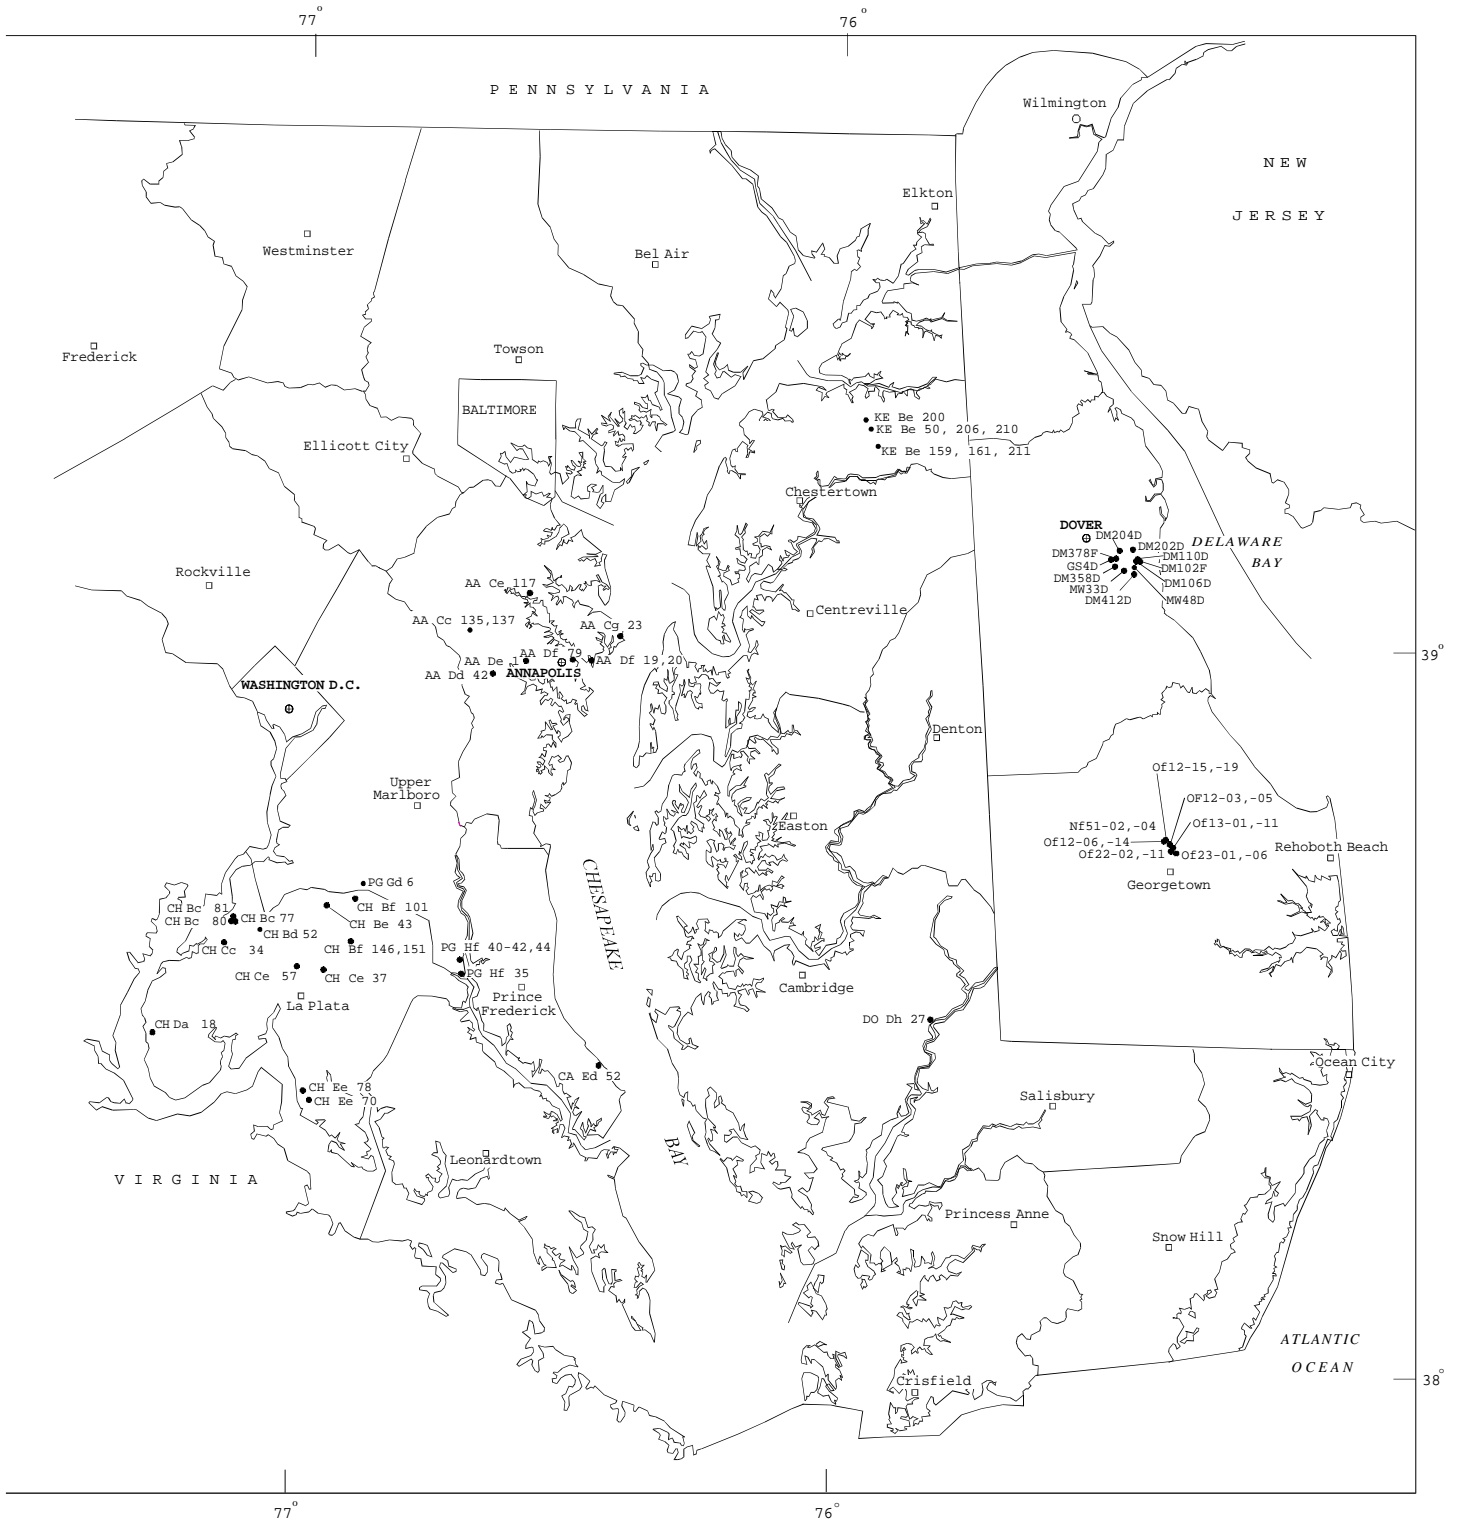 77° 76°
PENNSYLVANIA
Wilmington
NEW
JERSEY
Elkton
Westminster
Bel Air
Frederick
Towson
BALTIMORE
Ellicott City
KE Be 200
KE Be 50, 206, 210
KE Be 159, 161, 211
Chestertown
DOVER
DM204D
DM202D
DELAWARE
BAY
DM378F
DM110D
GS4D
DM102F
DM358D
DM106D
MW33D
DM412D
MW48D
Rockville
AA Ce 117
AA Cc 135,137
AA Cg 23
Centreville
AA De 1
AA Df 79
AA Df 19,20
AA Dd 42
ANNAPOLIS
39°
WASHINGTON D.C.
Denton
Upper
Marlboro
Easton
Of12-15,-19
OF12-03,-05
Nf51-02,-04
Of13-01,-11
Of12-06,-14
Of22-02,-11
Of23-01,-06
Rehoboth Beach
Georgetown
CHESAPEAKE
BAY
PG Gd 6
CH Bc 81
CH Bc 80
CH Bc 77
CH Bf 101
CH Be 43
CH Bd 52
CH Cc 34
CH Bf 146,151
PG Hf 40-42,44
CH Ce 57
CH Ce 37
PG Hf 35
Prince
Frederick
La Plata
Cambridge
CH Da 18
DO Dh 27
CA Ed 52
Ocean City
CH Ee 78
CH Ee 70
Salisbury
Leonardtown
VIRGINIA
Princess Anne
Snow Hill
ATLANTIC
OCEAN
Crisfield
38°
77° 76°